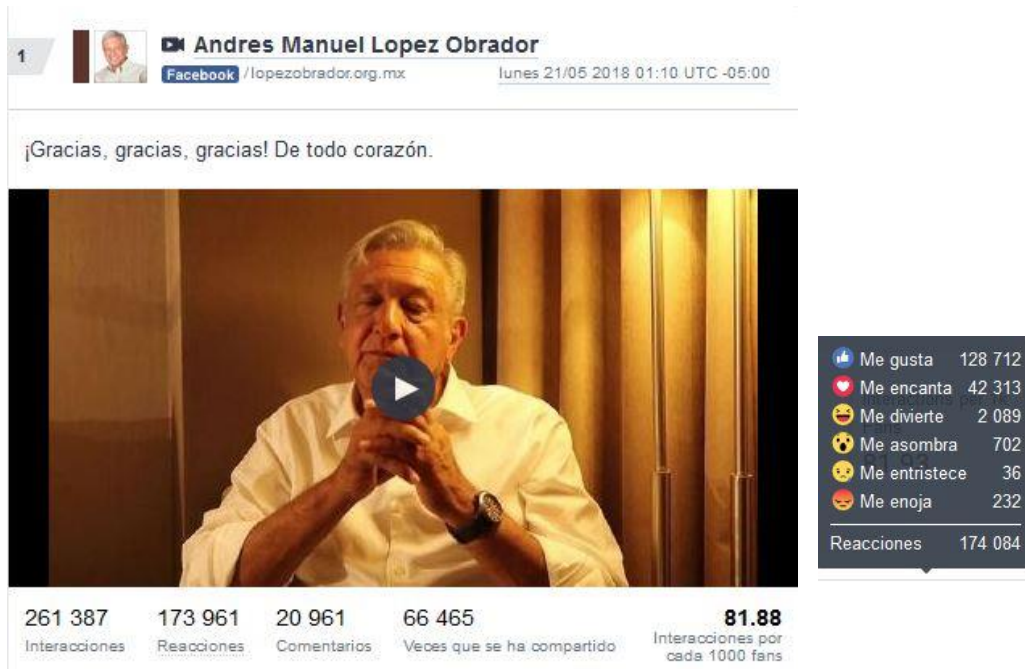 1
Andres Manuel Lopez Obrador
Facebook /lopezobrador.org.mx lunes 21/05 2018 01:10 UTC -05:00
¡Gracias, gracias, gracias! De todo corazón.
Me gusta 128 712
Me encanta 42 313
Me divierte 2 089
Me asombra 702
Me entristece 36
Me enoja 232
Reacciones 174 084
261 387 173 961 20 961 66 465 81.88
Interacciones Reacciones Comentarios Veces que se ha compartido Interacciones por
cada 1000 fans